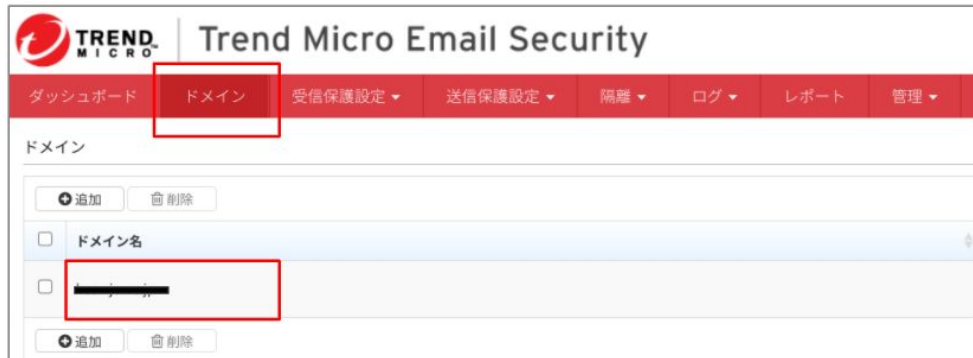 TREND MICRO Trend Micro Email Security
ダッシュボード ドメイン 受信保護設定 送信保護設定 隔離 ログ レポート 管理
ドメイン
追加 削除
ドメイン名
追加 削除